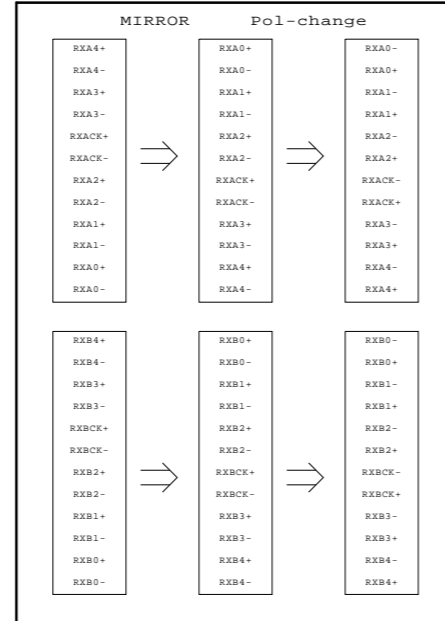 MIRROR Pol-change
RXA4+ RXA0+ RXA0-
RXA4- RXA0- RXA0+
RXA3+ RXA1+ RXA1-
RXA3- RXA1- RXA1+
RXACK+ RXA2+ RXA2-
RXACK- RXA2- RXA2+
RXA2+ RXACK+ RXACK-
RXA2- RXACK- RXACK+
RXA1+ RXA3+ RXA3-
RXA1- RXA3- RXA3+
RXA0+ RXA4+ RXA4-
RXA0- RXA4- RXA4+
RXB4+ RXB0+ RXB0-
RXB4- RXB0- RXB0+
RXB3+ RXB1+ RXB1-
RXB3- RXB1- RXB1+
RXBCK+ RXB2+ RXB2-
RXBCK- RXB2- RXB2+
RXB2+ RXBCK+ RXBCK-
RXB2- RXBCK- RXBCK+
RXB1+ RXB3+ RXB3-
RXB1- RXB3- RXB3+
RXB0+ RXB4+ RXB4-
RXB0- RXB4- RXB4+